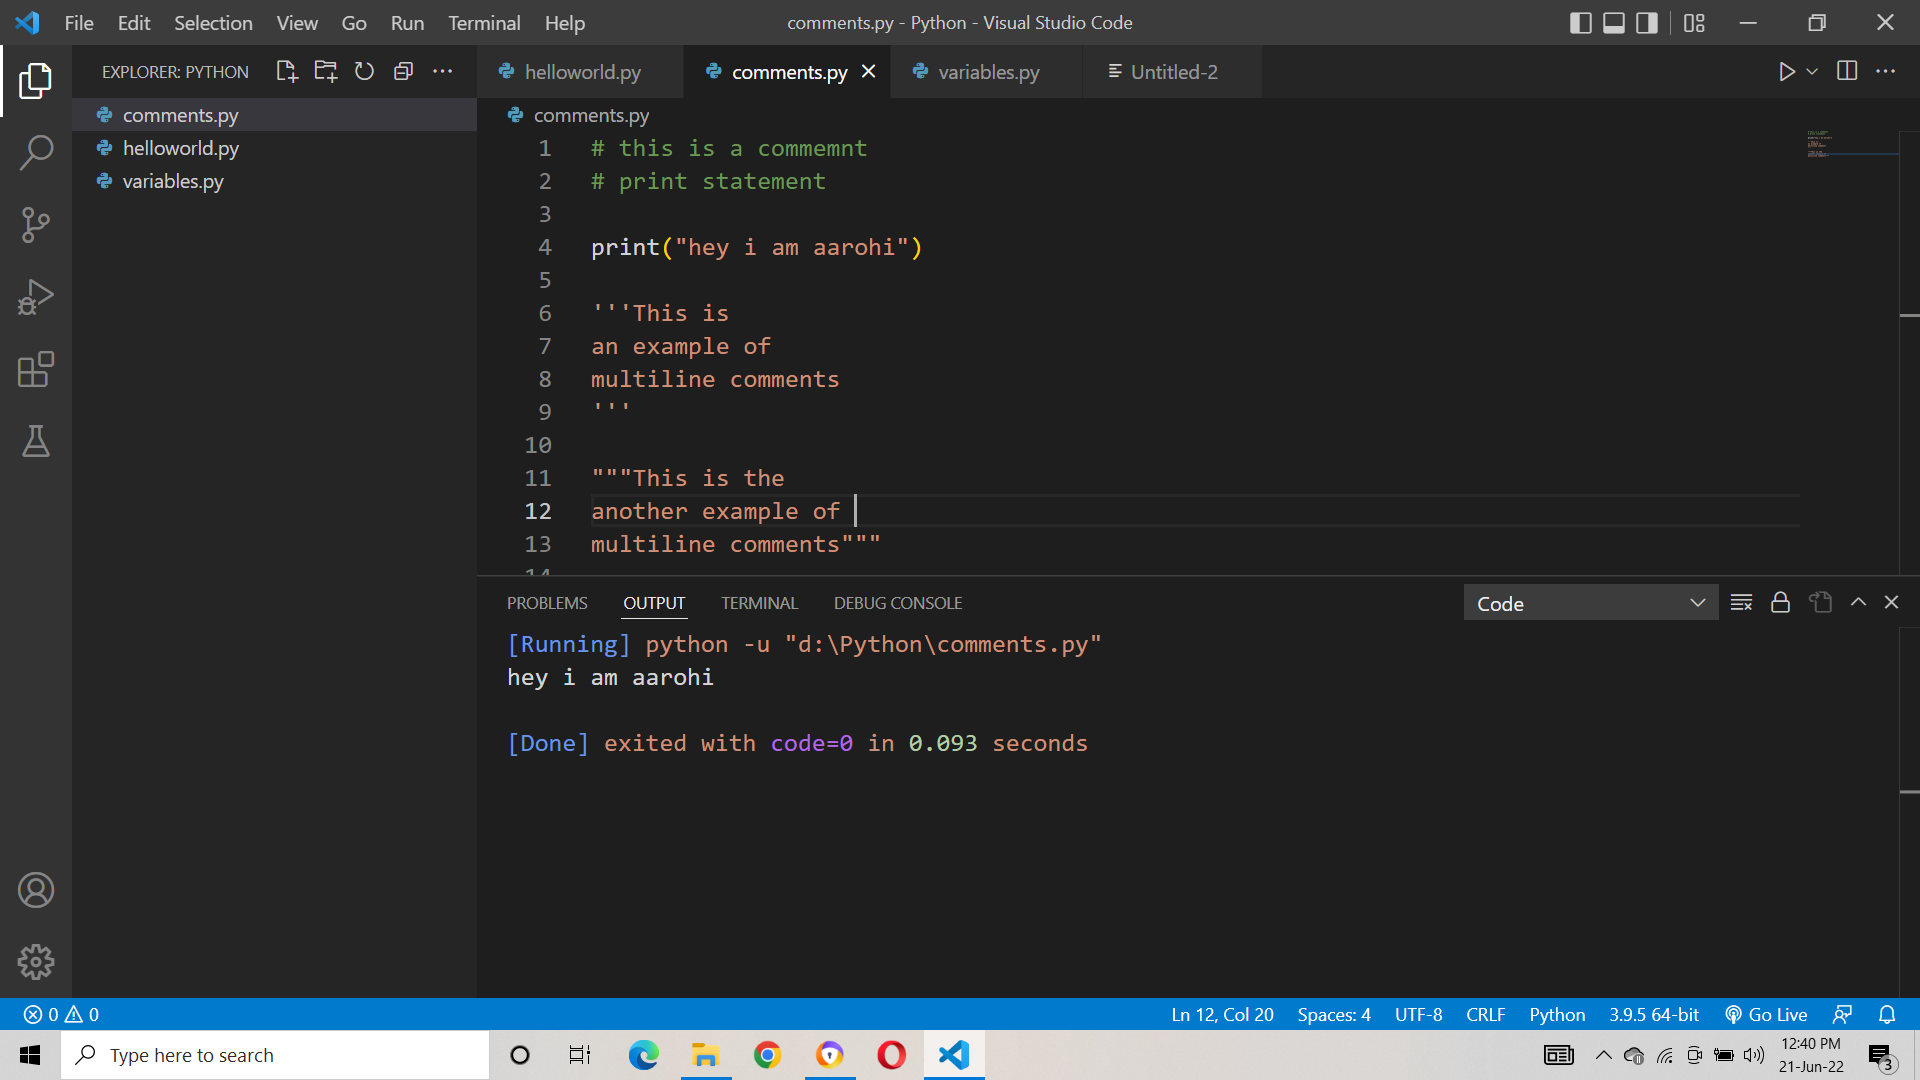 File Edit Selection View Go Run Terminal Help comments.py - Python - Visual Studio Code
EXPLORER: PYTHON
helloworld.py comments.py variables.py Untitled-2
comments.py
helloworld.py
variables.py
comments.py
1 # this is a commemnt
2 # print statement
3
4 print("hey i am aarohi")
5
6 '''This is
7 an example of
8 multiline comments
9 '''
10
11 """This is the
12 another example of
13 multiline comments"""
14
PROBLEMS OUTPUT TERMINAL DEBUG CONSOLE Code
[Running] python -u "d:\Python\comments.py"
hey i am aarohi
[Done] exited with code=0 in 0.093 seconds
0 0 Ln 12, Col 20 Spaces: 4 UTF-8 CRLF Python 3.9.5 64-bit Go Live
Type here to search
12:40 PM
21-Jun-22
3